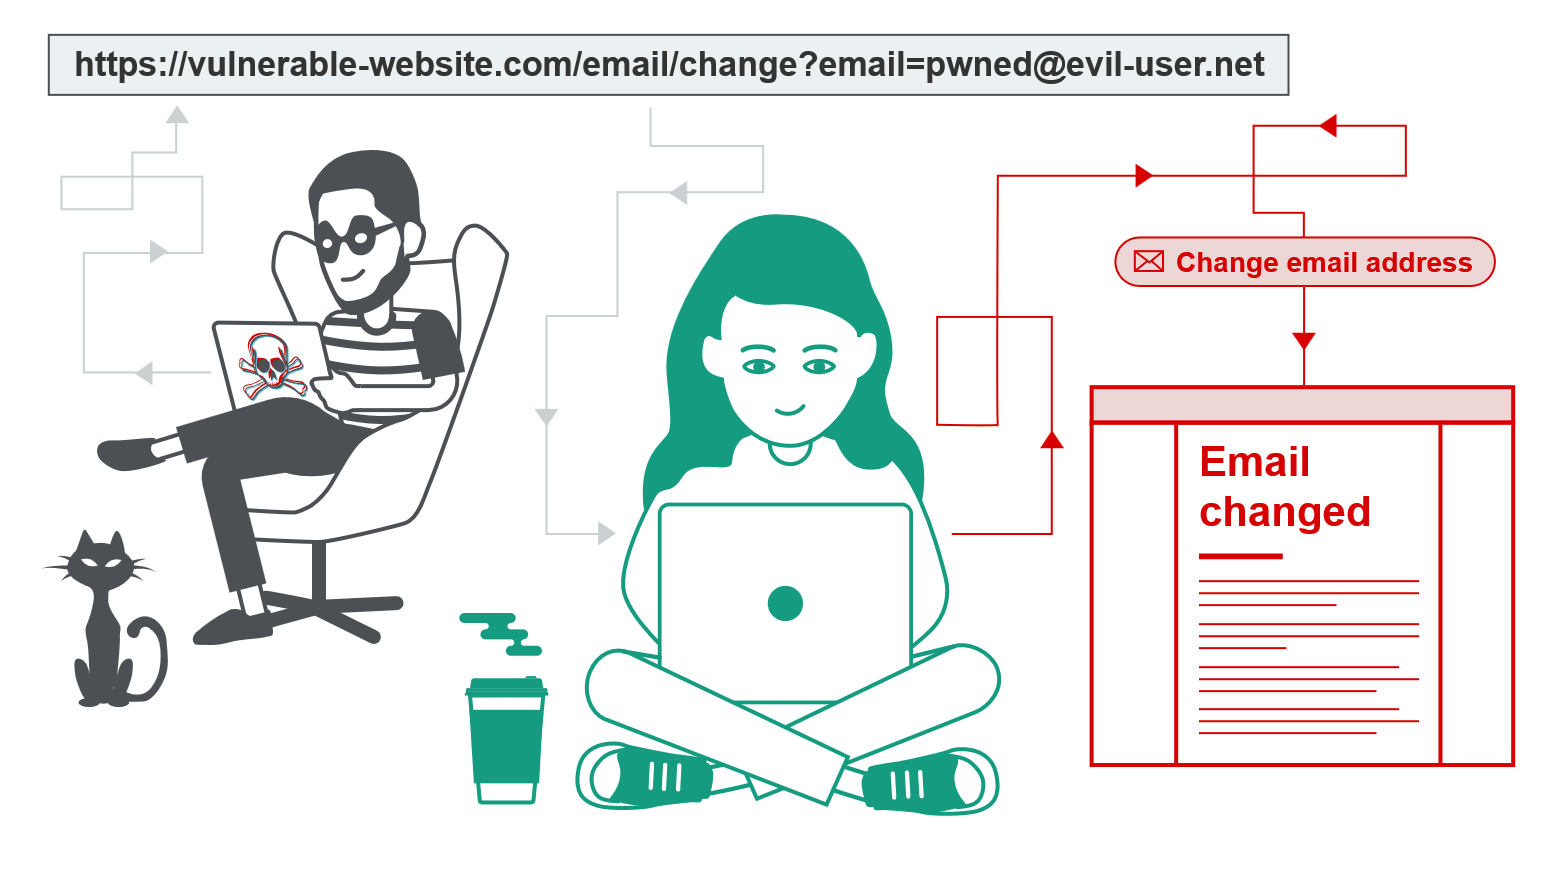 https://vulnerable-website.com/email/change?email=pwned@evil-user.net
Change email address
Email
changed